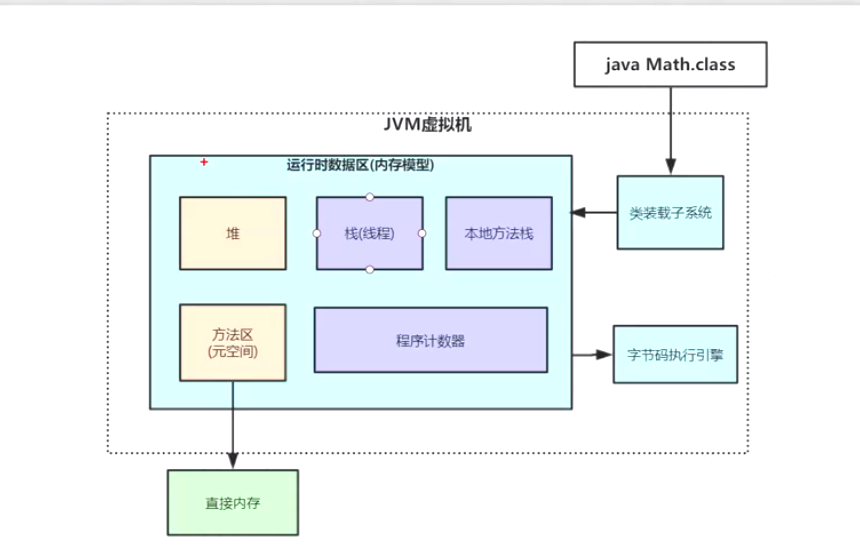 java Math.class
JVM虚拟机
运行时数据区(内存模型)
堆
栈(线程)
本地方法栈
类装载子系统
方法区
(元空间)
程序计数器
字节码执行引擎
直接内存